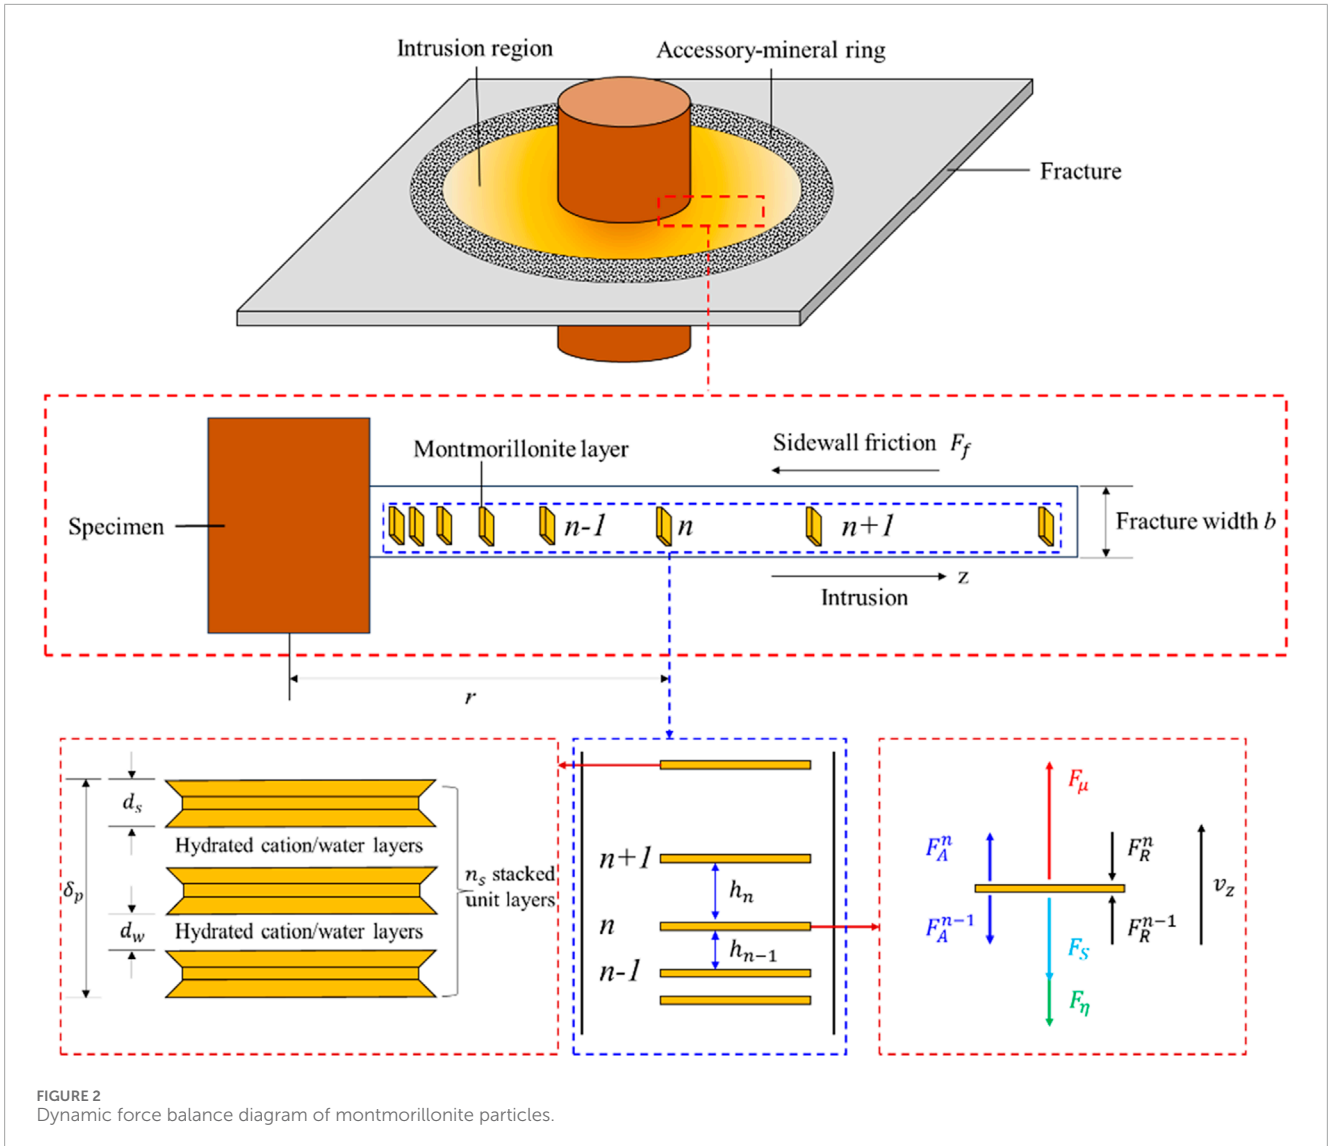 Intrusion region
Accessory-mineral ring
Fracture
Montmorillonite layer
Sidewall friction F_f
Specimen
n-1
n
n+1
Fracture width b
z
Intrusion
r
δ_p
d_s
Hydrated cation/water layers
n_s stacked
unit layers
d_w
Hydrated cation/water layers
n+1
h_n
n
h_{n-1}
n-1
F_μ
F_A^n
F_R^n
v_z
F_A^{n-1}
F_R^{n-1}
F_S
F_η
FIGURE 2
Dynamic force balance diagram of montmorillonite particles.